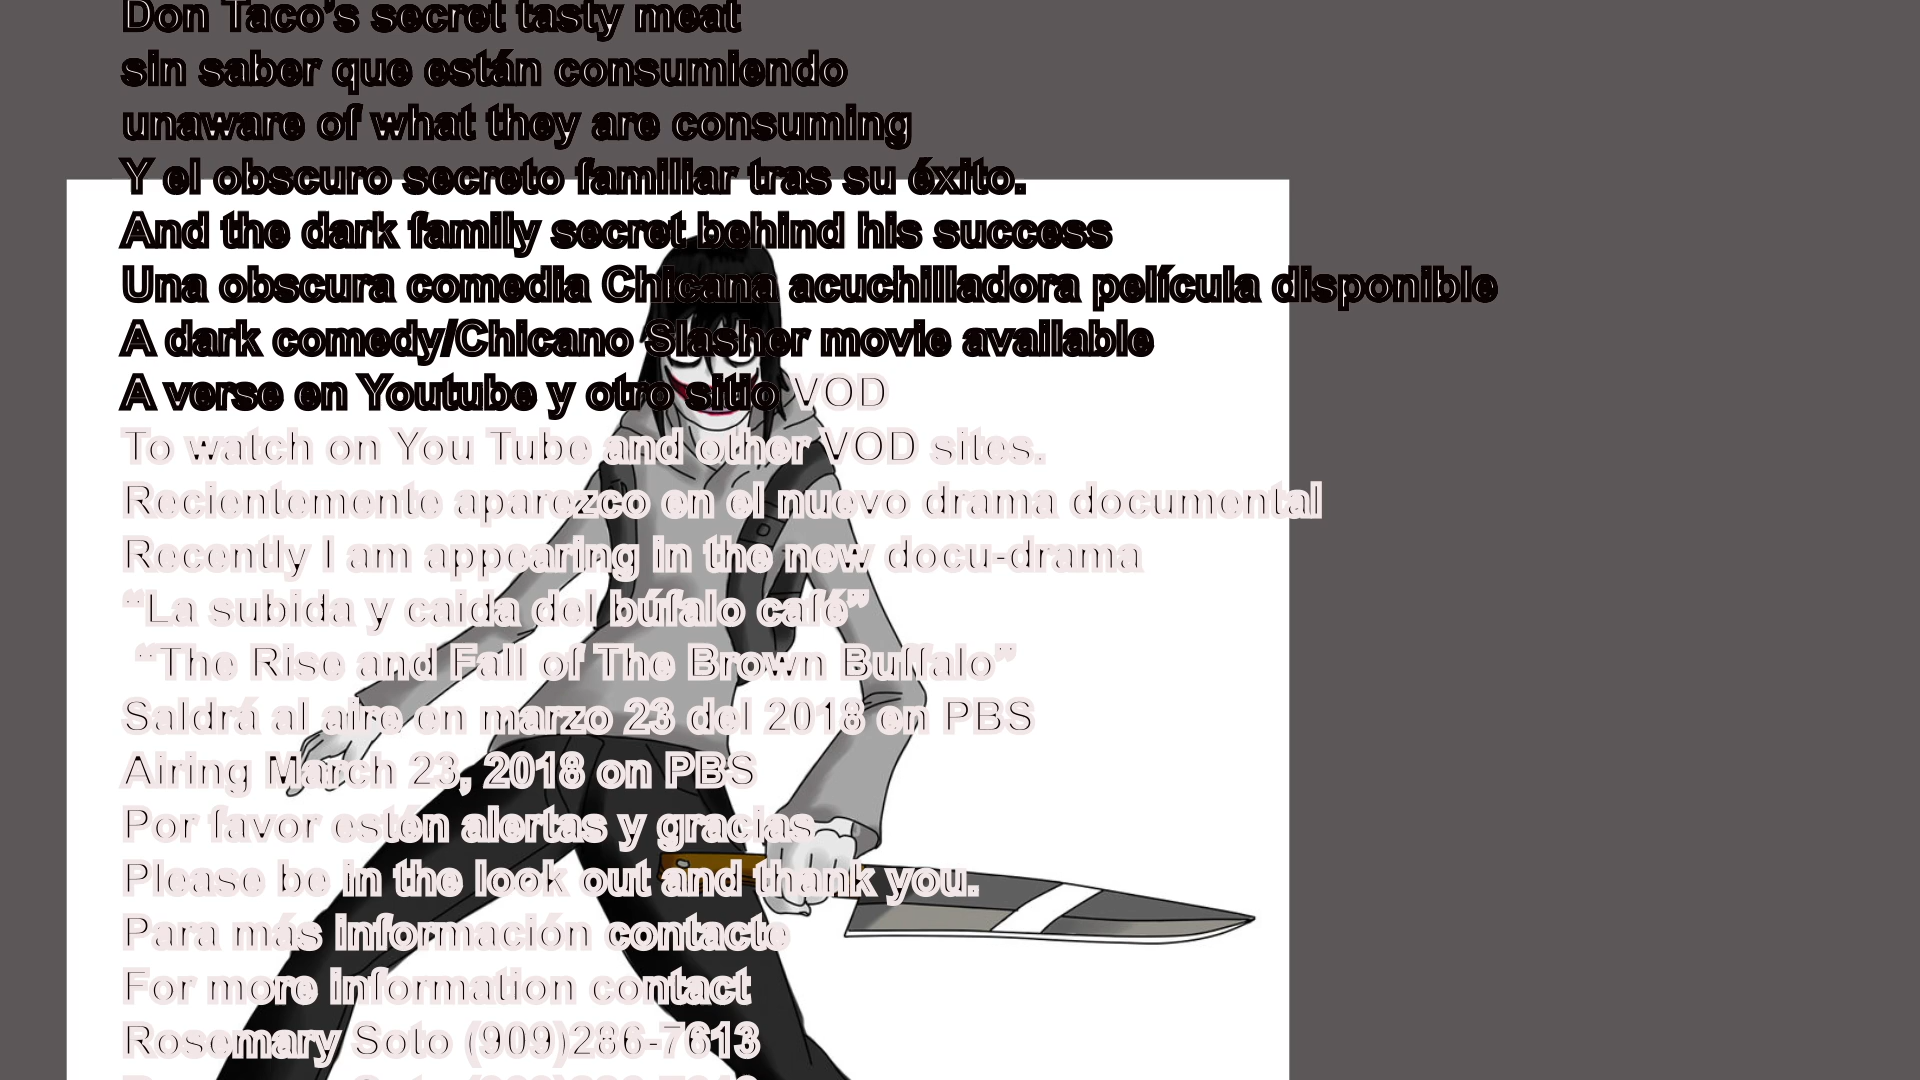 Don Taco's secret tasty meat
sin saber que están consumiendo
unaware of what they are consuming
Y el obscuro secreto familiar tras su éxito.
And the dark family secret behind his success
Una obscura comedia Chicana acuchilladora película disponible
A dark comedy/Chicano Slasher movie available
A verse en Youtube y otro sitio VOD
To watch on You Tube and other VOD sites.
Recientemente aparezco en el nuevo drama documental
Recently I am appearing in the new docu-drama
“La subida y caida del búfalo café”
“The Rise and Fall of The Brown Buffalo”
Saldrá al aire en marzo 23 del 2018 en PBS
Airing March 23, 2018 on PBS
Por favor estén alertas y gracias.
Please be in the look out and thank you.
Para más información contacte
For more information contact
Rosemary Soto (909)286-7613